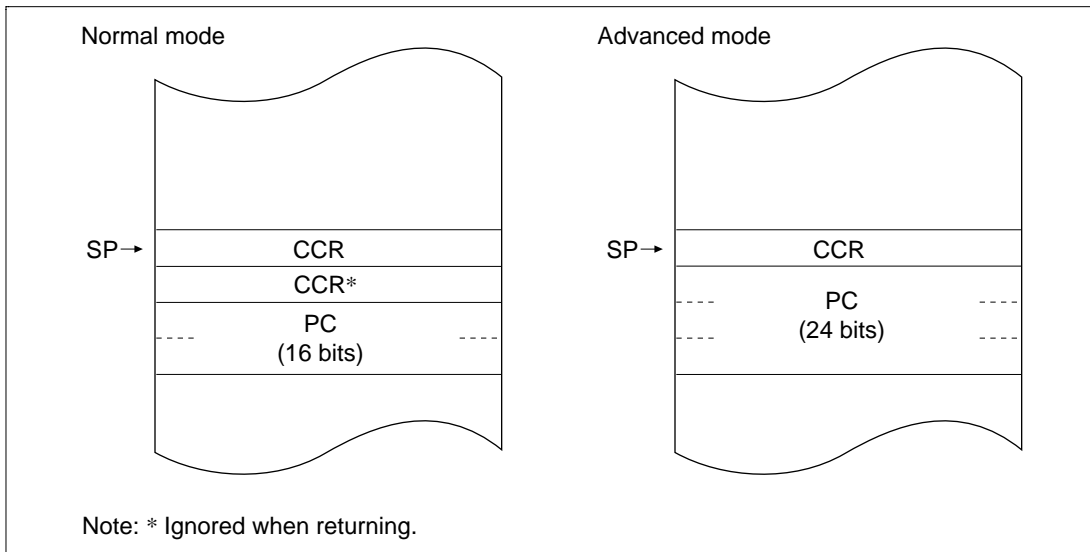 Normal mode
SP→
CCR
CCR*
PC
(16 bits)
Advanced mode
SP→
CCR
PC
(24 bits)
Note: * Ignored when returning.